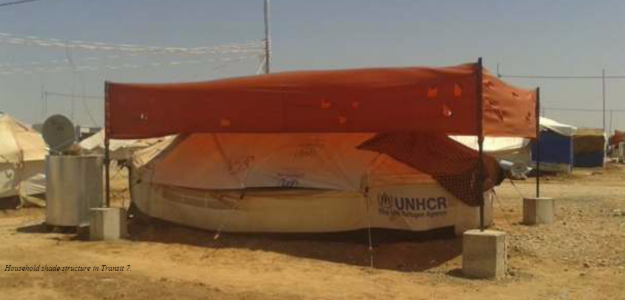 UNHCR
The UN Refugee Agency
Household shade structure in Transit 7.